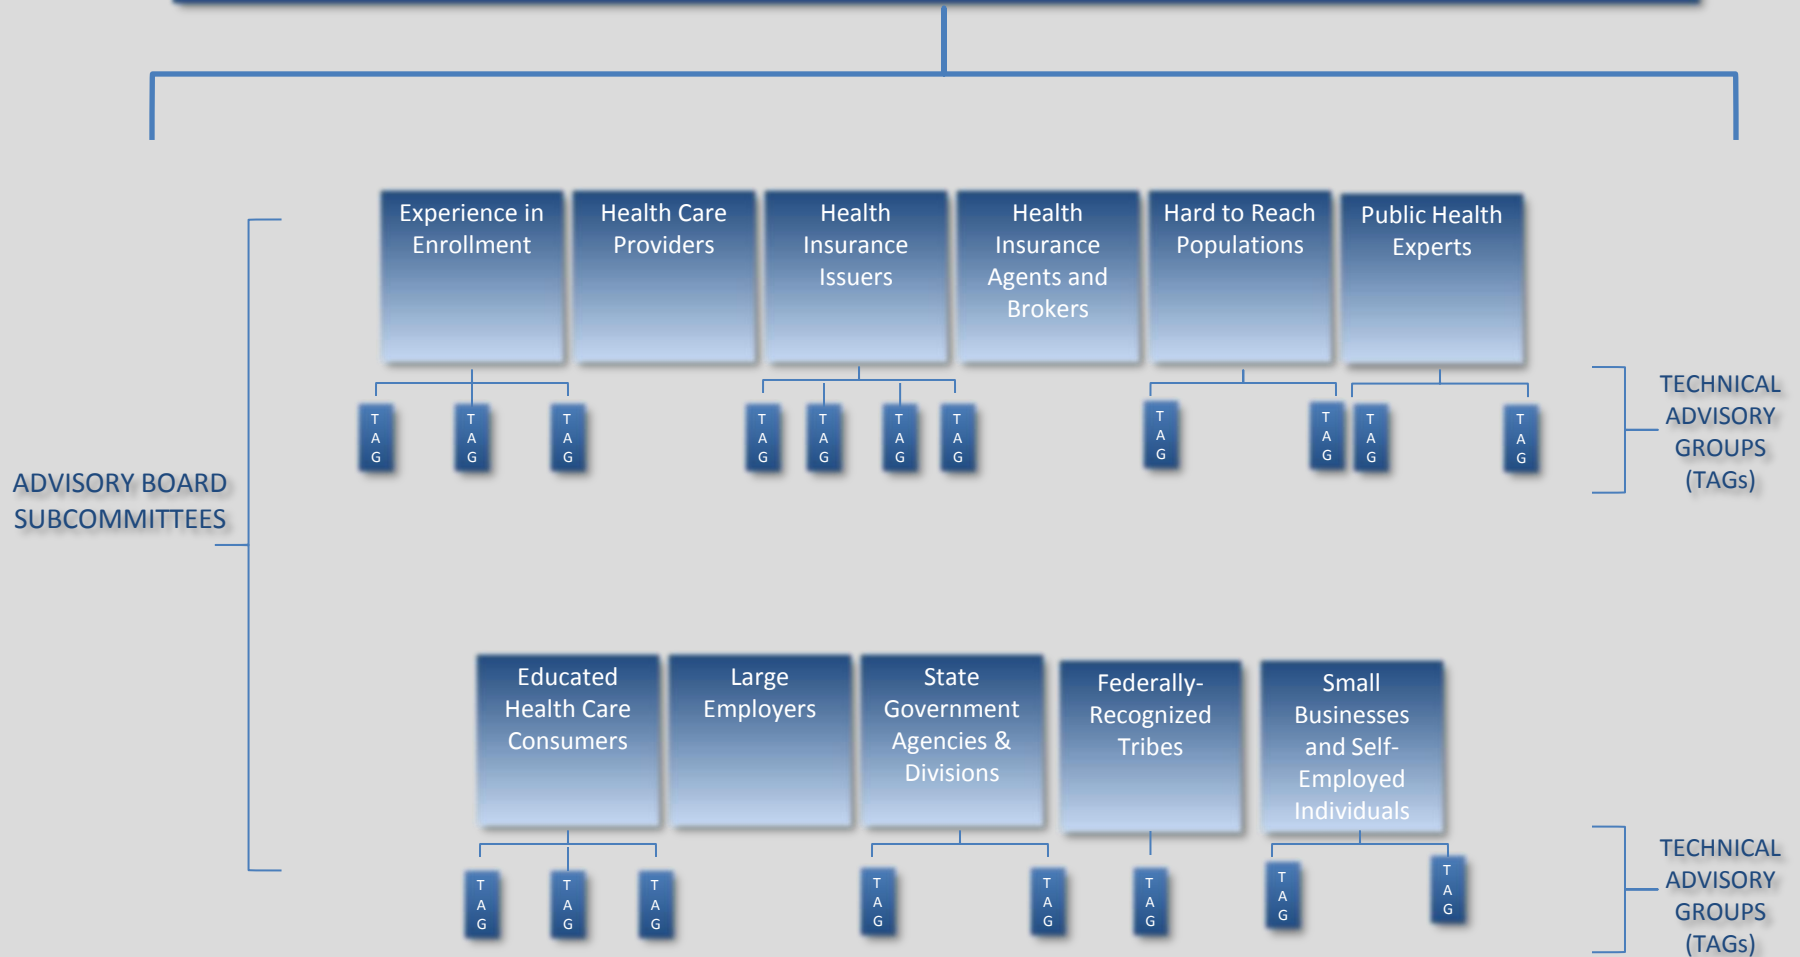 Experience in
Enrollment
Health Care
Providers
Health
Insurance
Issuers
Health
Insurance
Agents and
Brokers
Hard to Reach
Populations
Public Health
Experts
T
A
G
T
A
G
T
A
G
T
A
G
T
A
G
T
A
G
T
A
G
T
A
G
T
A
G
T
A
G
T
A
G
TECHNICAL
ADVISORY
GROUPS
(TAGs)
ADVISORY BOARD
SUBCOMMITTEES
Educated
Health Care
Consumers
Large
Employers
State
Government
Agencies &
Divisions
Federally-
Recognized
Tribes
Small
Businesses
and Self-
Employed
Individuals
T
A
G
T
A
G
T
A
G
T
A
G
T
A
G
T
A
G
T
A
G
T
A
G
TECHNICAL
ADVISORY
GROUPS
(TAGs)